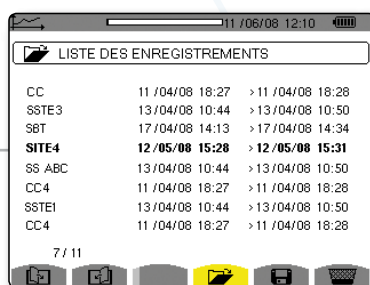 11 /06/08 12:10
LISTE DES ENREGISTREMENTS
CC 11 /04/08 18:27 >11 /04/08 18:28
SSTE3 13/04/08 10:44 >13/04/08 10:50
SBT 17/04/08 14:13 >17/04/08 14:34
SITE4 12/05/08 15:28 >12/05/08 15:31
SS ABC 13/04/08 10:44 >13/04/08 10:50
CC4 11 /04/08 18:27 >11 /04/08 18:28
SSTE1 13/04/08 10:44 >13/04/08 10:50
CC4 11 /04/08 18:27 >11 /04/08 18:28
7/ 11